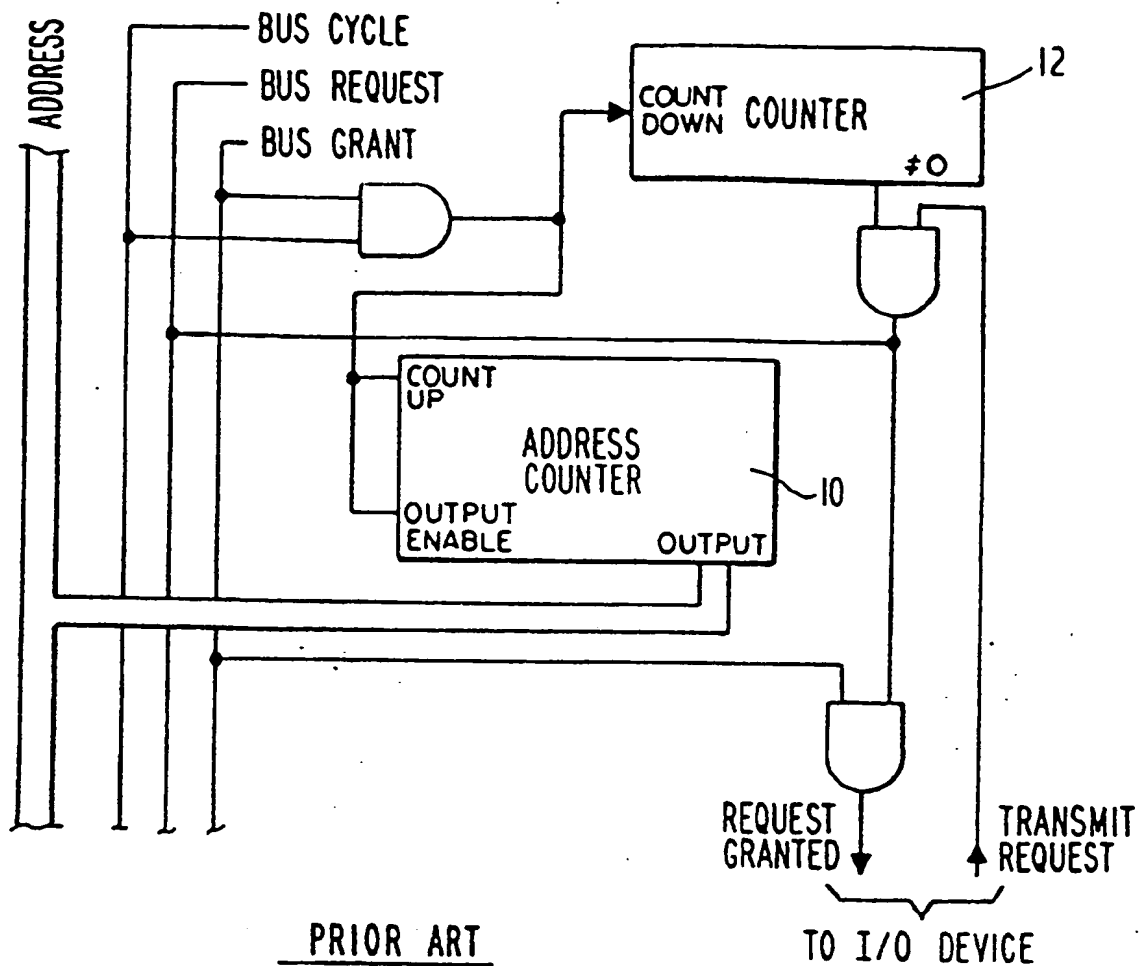 ADDRESS
BUS CYCLE
BUS REQUEST
BUS GRANT
12
COUNT
DOWN
COUNTER
≠0
COUNT
UP
ADDRESS
COUNTER
10
OUTPUT
ENABLE
OUTPUT
REQUEST
GRANTED
TRANSMIT
REQUEST
TO I/O DEVICE
PRIOR ART